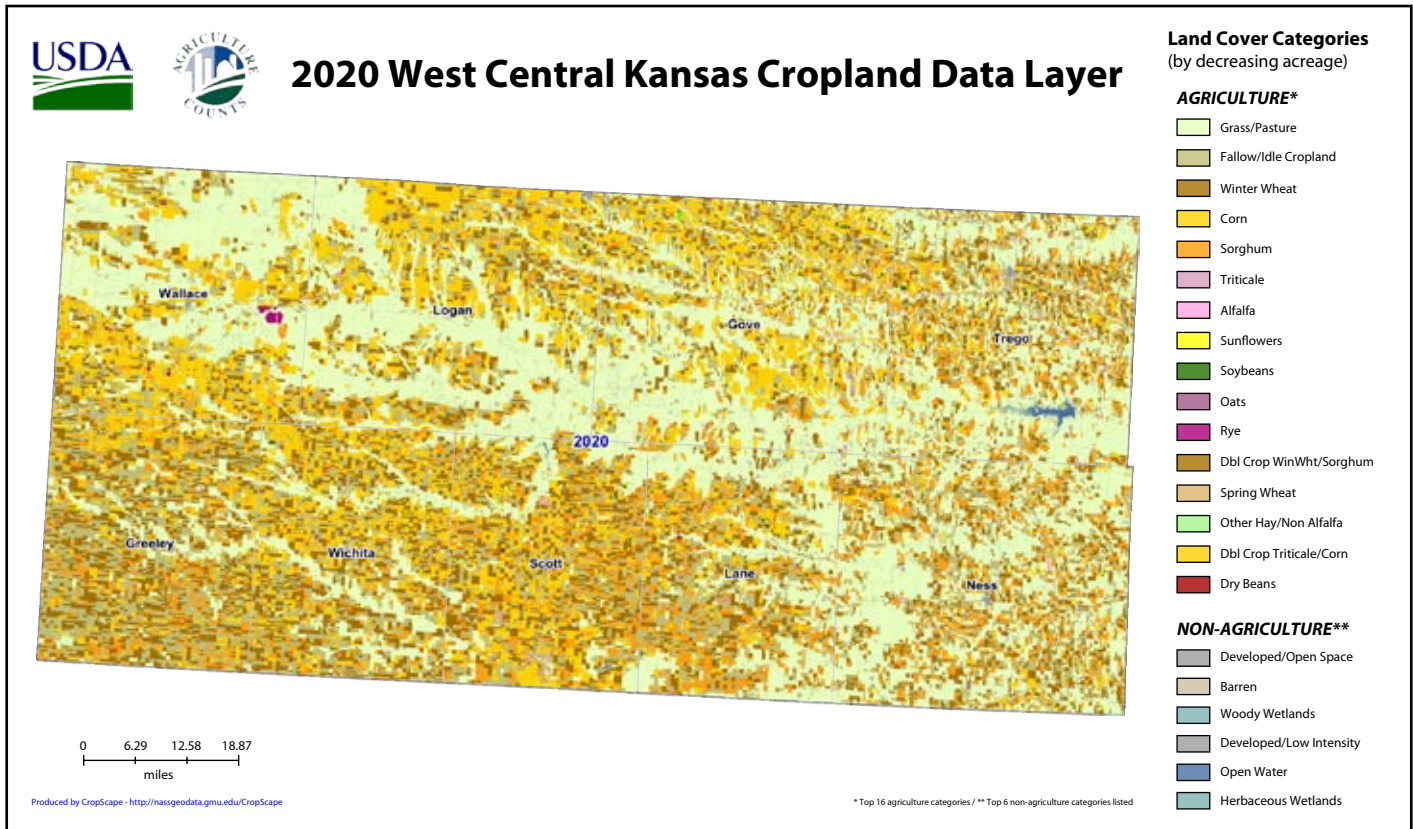 USDA
AGRICULTURE
COUNTS
2020 West Central Kansas Cropland Data Layer
Land Cover Categories
(by decreasing acreage)
AGRICULTURE*
Grass/Pasture
Fallow/Idle Cropland
Winter Wheat
Corn
Sorghum
Triticale
Alfalfa
Sunflowers
Soybeans
Oats
Rye
Dbl Crop WinWht/Sorghum
Spring Wheat
Other Hay/Non Alfalfa
Dbl Crop Triticale/Corn
Dry Beans
NON-AGRICULTURE**
Developed/Open Space
Barren
Woody Wetlands
Developed/Low Intensity
Open Water
Herbaceous Wetlands
Wallace
Logan
Gove
Trego
2020
Greeley
Wichita
Scott
Lane
Ness
0 6.29 12.58 18.87
miles
Produced by CropScape - http://nassgeodata.gmu.edu/CropScape
* Top 16 agriculture categories / ** Top 6 non-agriculture categories listed